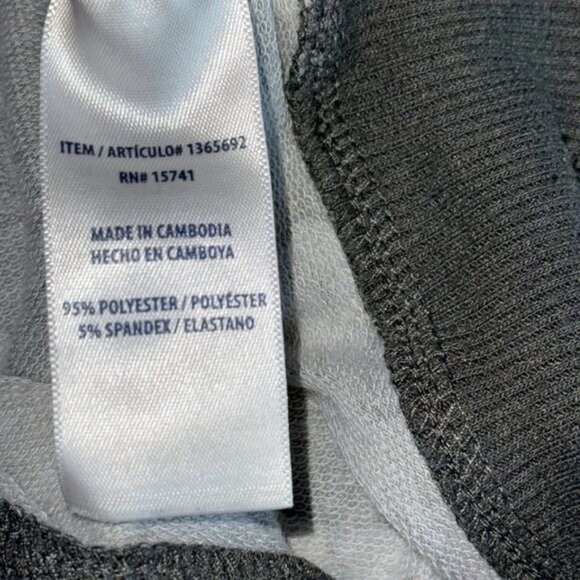 ITEM / ARTÍCULO# 1365692
RN# 15741
MADE IN CAMBODIA
HECHO EN CAMBOYA
95% POLYESTER / POLYÉSTER
5% SPANDEX / ELASTANO